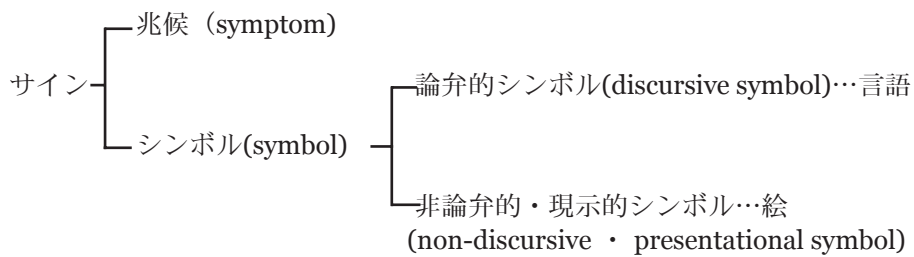 兆候（symptom）
サイン
論弁的シンボル(discursive symbol)…言語
シンボル(symbol)
非論弁的・現示的シンボル…絵
(non-discursive ・ presentational symbol)